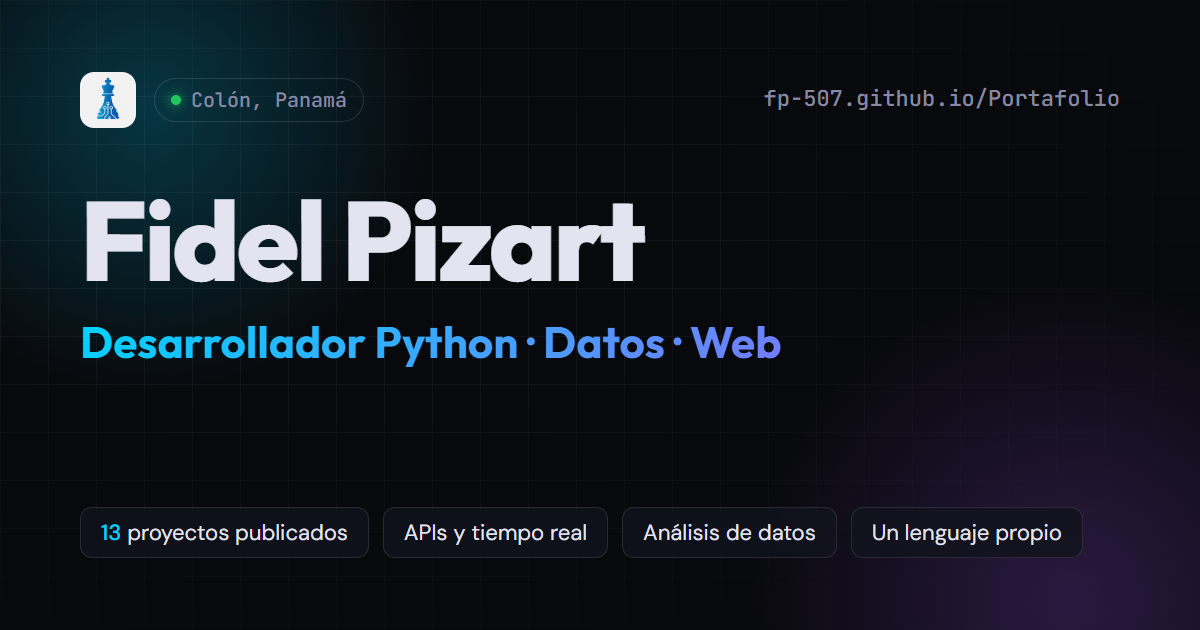 Colón, Panamá
fp-507.github.io/Portafolio
Fidel Pizart
Desarrollador Python · Datos · Web
13 proyectos publicados
APIs y tiempo real
Análisis de datos
Un lenguaje propio